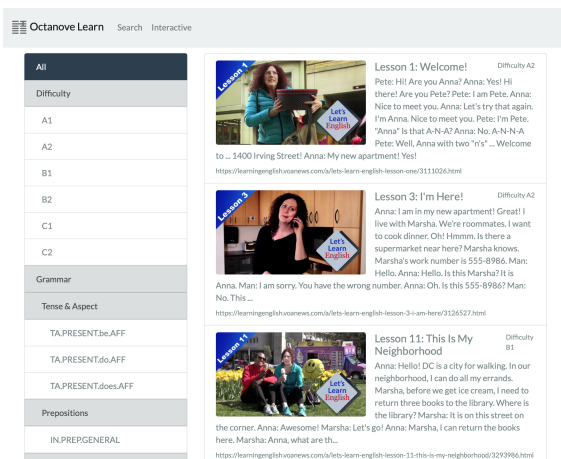 Octanove Learn Search Interactive
All
Difficulty
A1
A2
B1
B2
C1
C2
Grammar
Tense & Aspect
TA.PRESENT.be.AFF
TA.PRESENT.do.AFF
TA.PRESENT.does.AFF
Prepositions
IN.PREP.GENERAL
Lesson 1
Let's
Learn
English
Lesson 1: Welcome!
Difficulty A2
Pete: Hi! Are you Anna? Anna: Yes! Hi
there! Are you Pete? Pete: I am Pete. Anna:
Nice to meet you. Anna: Let's try that again.
I'm Anna. Nice to meet you. Pete: I'm Pete.
"Anna" Is that A-N-A? Anna: No. A-N-N-A
Pete: Well, Anna with two "n's" ... Welcome
to ... 1400 Irving Street! Anna: My new apartment! Yes!
https://learningenglish.voanews.com/a/lets-learn-english-lesson-one/3111026.html
Lesson 3
Let's
Learn
English
Lesson 3: I'm Here!
Difficulty A2
Anna: I am in my new apartment! Great! I
live with Marsha. We're roommates. I want
to cook dinner. Oh! Hmmm. Is there a
supermarket near here? Marsha knows.
Marsha's work number is 555-8986. Man:
Hello. Anna: Hello. Is this Marsha? It is
Anna. Man: I am sorry. You have the wrong number. Anna: Oh. Is this 555-8986? Man:
No. This ...
https://learningenglish.voanews.com/a/lets-learn-english-lesson-3-i-am-here/3126527.html
Lesson 11
Let's
Learn
English
Lesson 11: This Is My
Neighborhood
Difficulty
B1
Anna: Hello! DC is a city for walking. In our
neighborhood, I can do all my errands.
Marsha, before we get ice cream, I need to
return three books to the library. Where is
the library? Marsha: It is on this street on
the corner. Anna: Awesome! Marsha: Let's go! Anna: Marsha, I can return the books
here. Marsha: Anna, what are th...
https://learningenglish.voanews.com/a/lets-learn-english-lesson-11-this-is-my-neighborhood/3293986.html